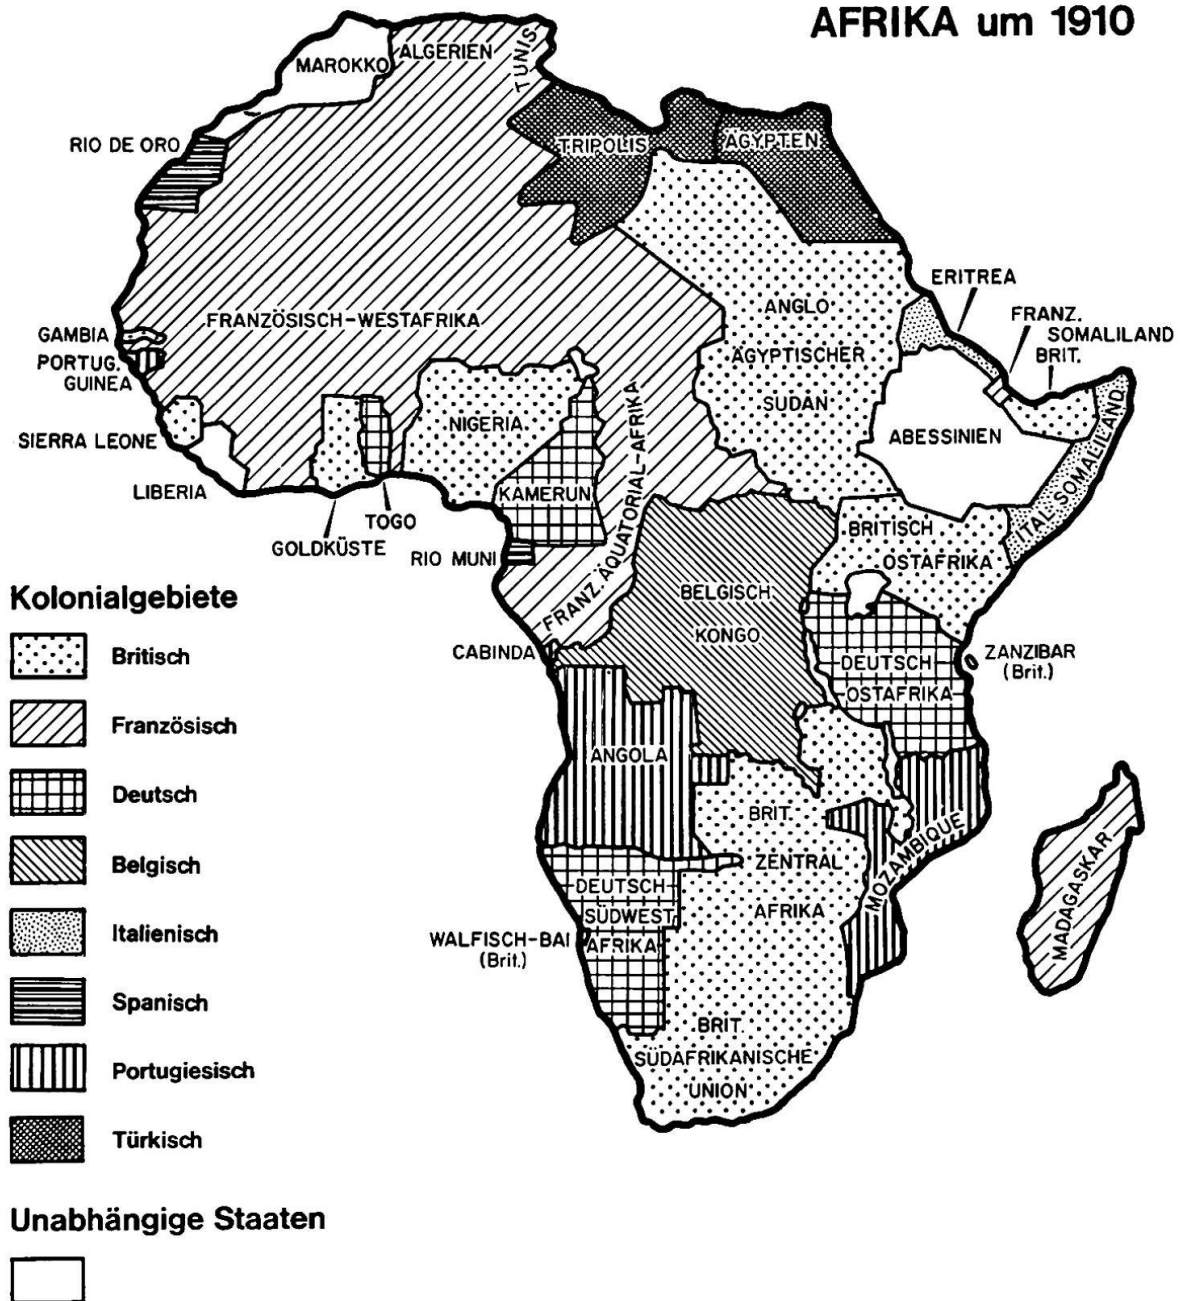 AFRIKA um 1910
MAROKKO
ALGERIEN
TUNIS
RIO DE ORO
TRIPOLIS
ÄGYPTEN
ERITREA
FRANZ.
SOMALILAND
BRIT.
ANGLO
ÄGYPTISCHER
SUDAN
FRANZÖSISCH-WESTAFRIKA
GAMBIA
PORTUG.
GUINEA
SIERRA LEONE
LIBERIA
GOLDKÜSTE
TOGO
NIGERIA
KAMERUN
RIO MUNI
FRANZ. ÄQUATORIAL-AFRIKA
ABESSINIEN
ITAL. SOMALILAND
BRITISCH
OSTAFRIKA
BELGISCH
KONGO
CABINDA
DEUTSCH
OSTAFRIKA
ZANZIBAR
(Brit.)
ANGOLA
BRIT.
ZENTRAL
AFRIKA
MOZAMBIQUE
MADAGASKAR
DEUTSCH
SÜDWEST
AFRIKA
WALFISCH-BAI
(Brit.)
BRIT.
SÜDAFRIKANISCHE
UNION
Kolonialgebiete
Britisch
Französisch
Deutsch
Belgisch
Italienisch
Spanisch
Portugiesisch
Türkisch
Unabhängige Staaten